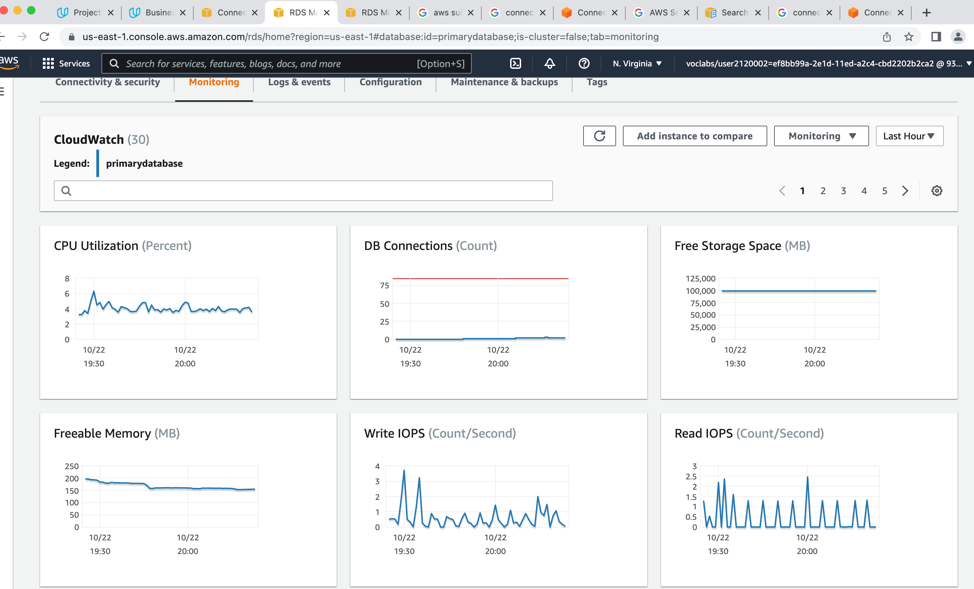 Project
Busine
Connec
RDS M
RDS M
aws su
connec
Connec
AWS S
Search
connec
Connec
us-east-1.console.aws.amazon.com/rds/home?region=us-east-1#database:id=primarydatabase;is-cluster=false;tab=monitoring
aws
Services
Search for services, features, blogs, docs, and more
[Option+S]
N. Virginia
voclabs/user2120002=ef8bb99a-2e1d-11ed-a2c4-cbd2202b2ca2 @ 93...
Connectivity & security
Monitoring
Logs & events
Configuration
Maintenance & backups
Tags
CloudWatch (30)
Add instance to compare
Monitoring
Last Hour
Legend:
primarydatabase
1 2 3 4 5
CPU Utilization (Percent)
8
6
4
2
0
10/22 10/22
19:30 20:00
DB Connections (Count)
75
50
25
0
10/22 10/22
19:30 20:00
Free Storage Space (MB)
125,000
100,000
75,000
50,000
25,000
0
10/22 10/22
19:30 20:00
Freeable Memory (MB)
250
200
150
100
50
0
10/22 10/22
19:30 20:00
Write IOPS (Count/Second)
4
3
2
1
0
10/22 10/22
19:30 20:00
Read IOPS (Count/Second)
3
2.5
2
1.5
1
0.5
0
10/22 10/22
19:30 20:00